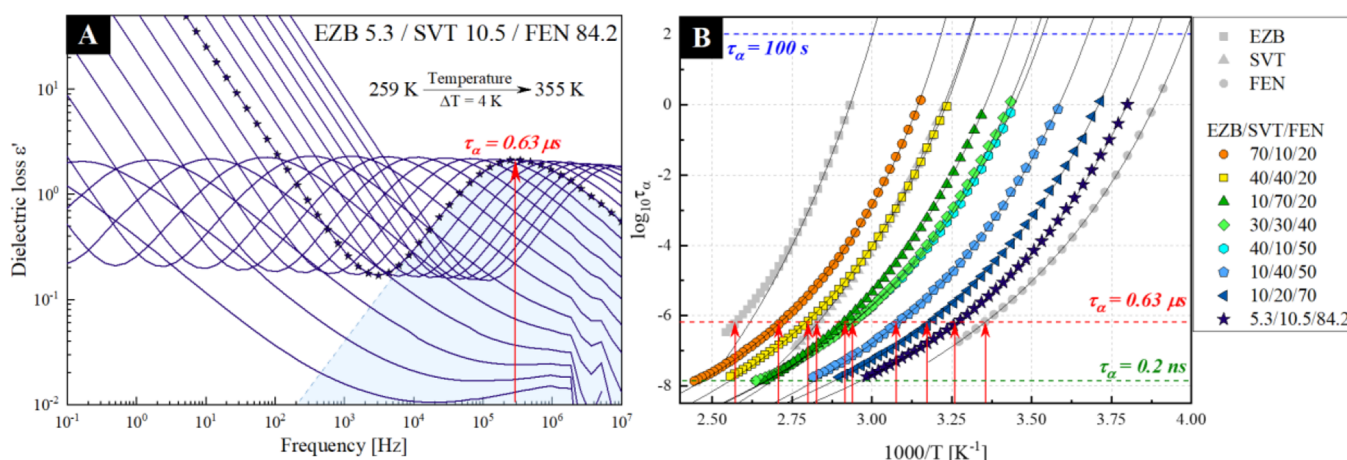 A
EZB 5.3 / SVT 10.5 / FEN 84.2
259 K Temperature 355 K
ΔT = 4 K
τα = 0.63 μs
Dielectric loss ε'
10¹
10⁰
10⁻¹
10⁻²
10⁻¹ 10⁰ 10¹ 10² 10³ 10⁴ 10⁵ 10⁶ 10⁷
Frequency [Hz]
B
τα = 100 s
τα = 0.63 μs
τα = 0.2 ns
log₁₀τα
2
0
-2
-4
-6
-8
2.50 2.75 3.00 3.25 3.50 3.75 4.00
1000/T [K⁻¹]
EZB
SVT
FEN
EZB/SVT/FEN
70/10/20
40/40/20
10/70/20
30/30/40
40/10/50
10/40/50
10/20/70
5.3/10.5/84.2